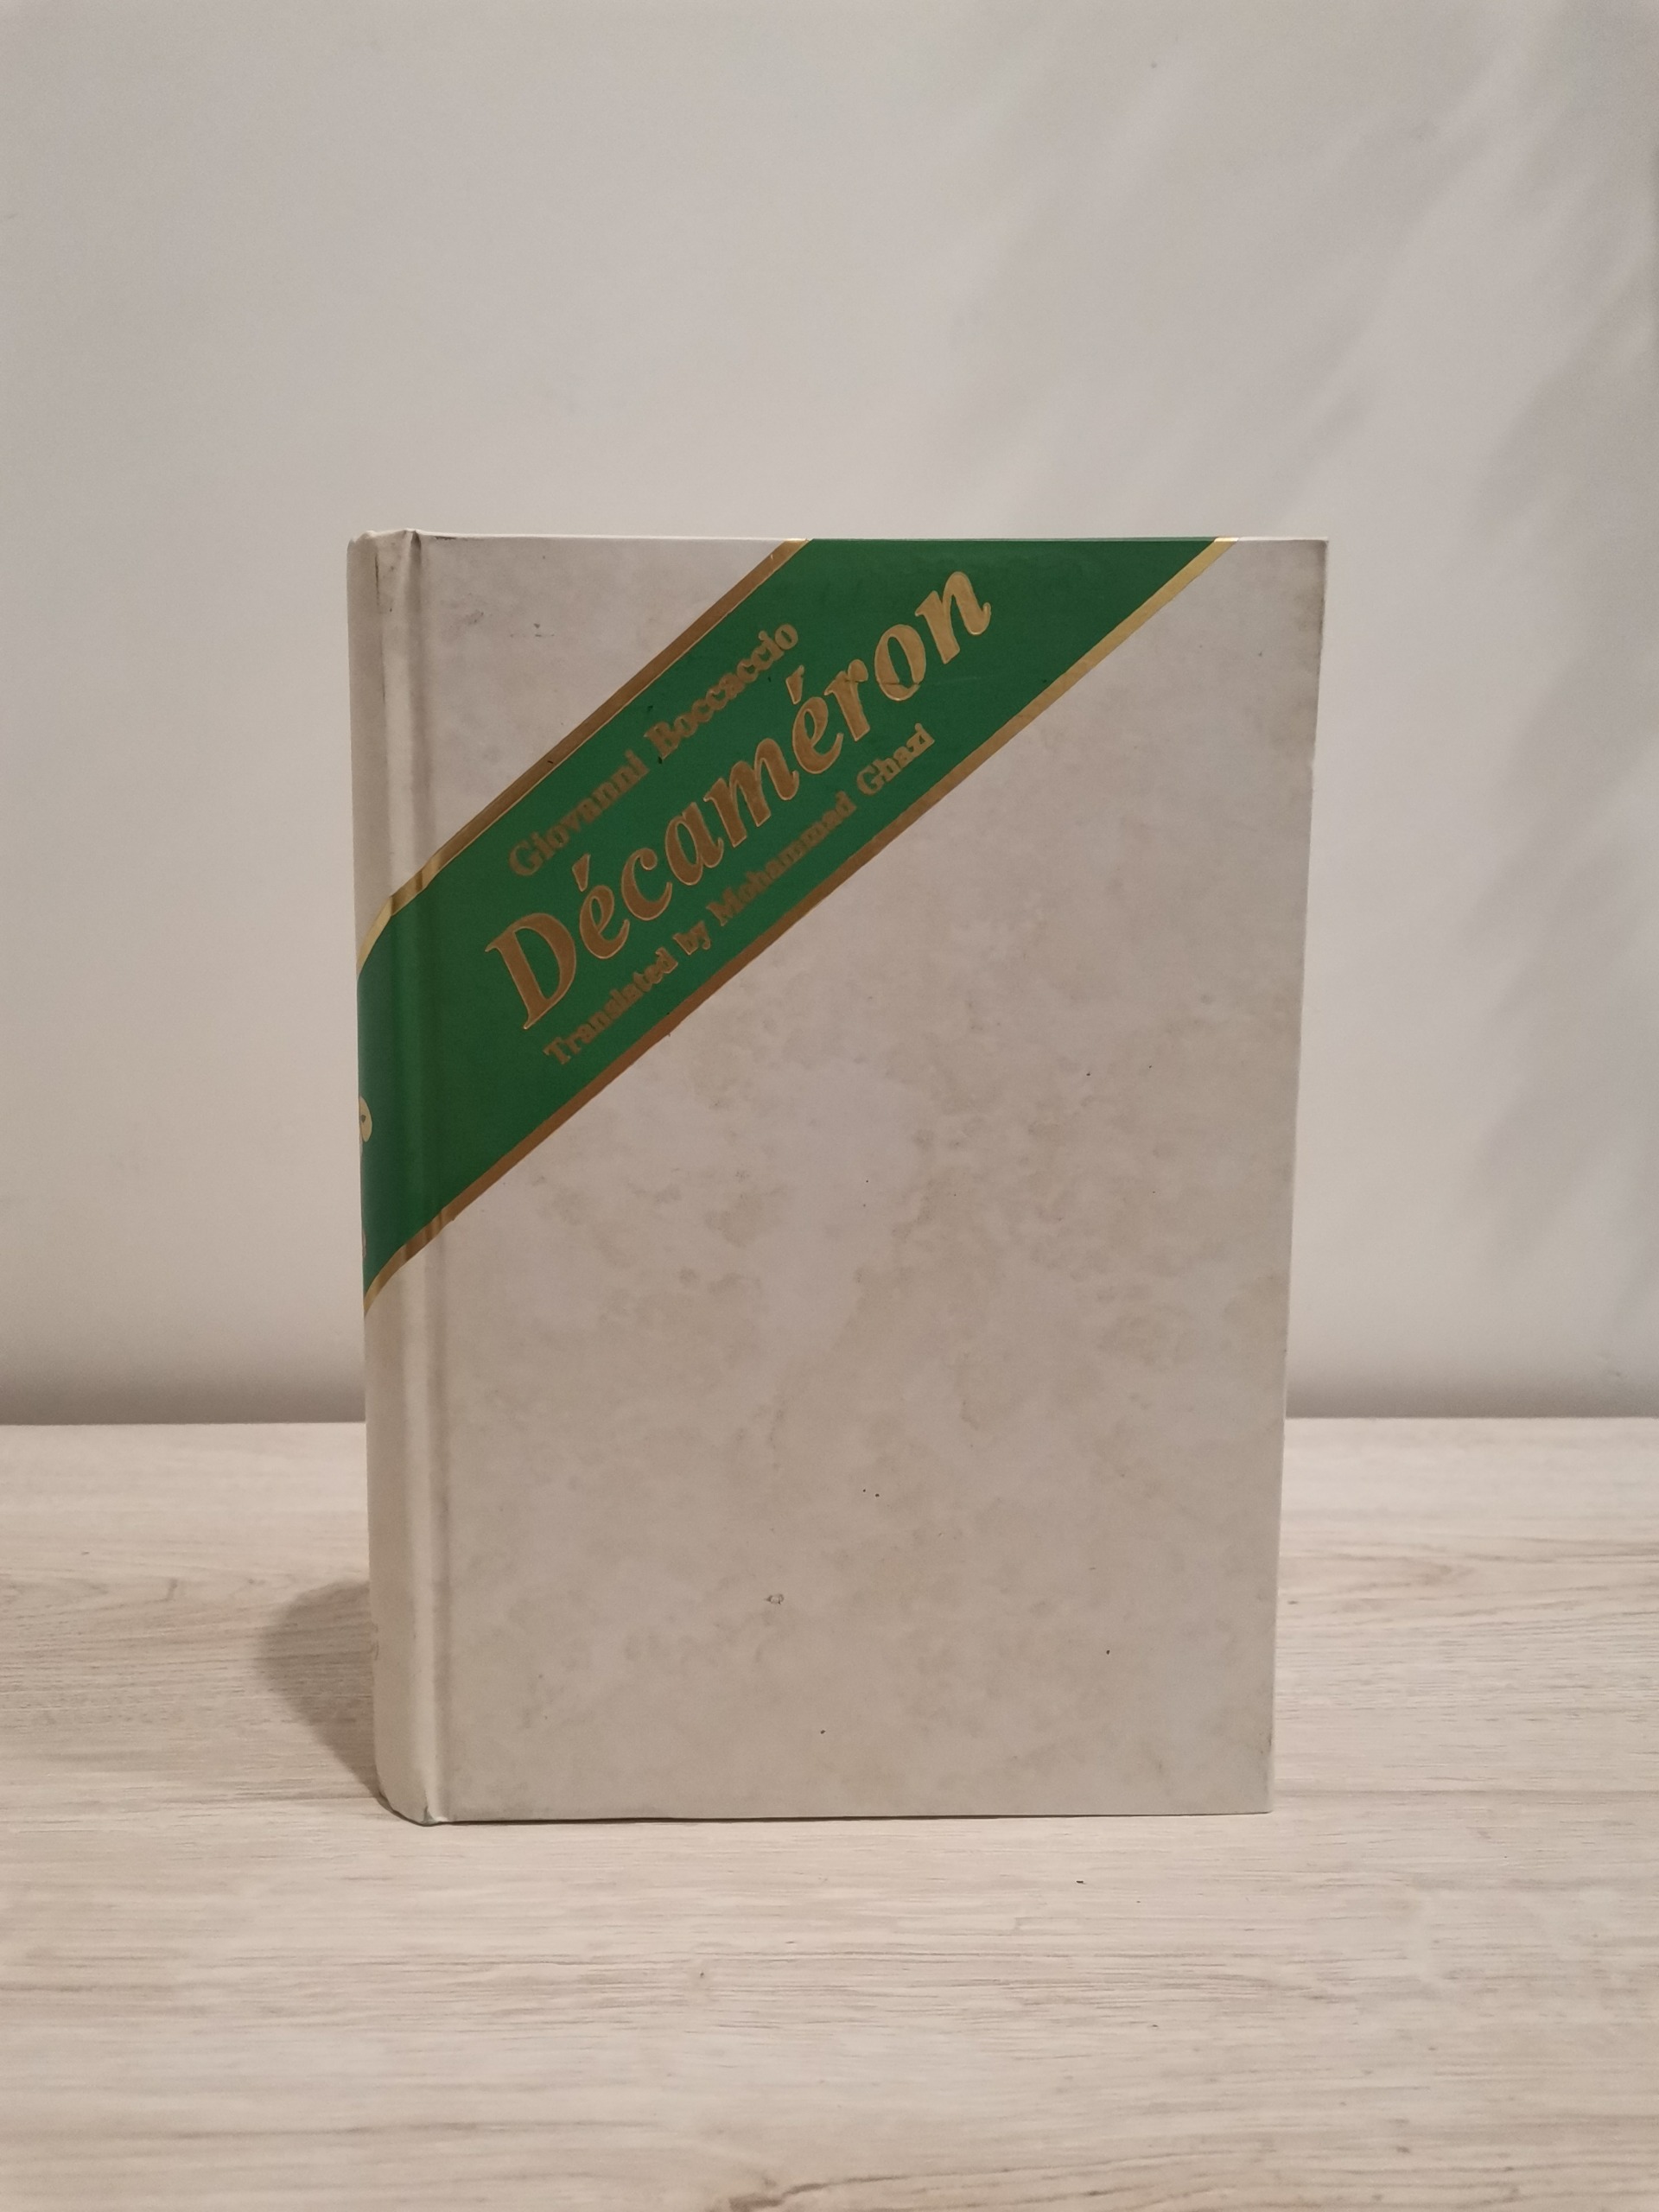 Giovanni Boccaccio
Décaméron
Translated by Mohammad Ghazi